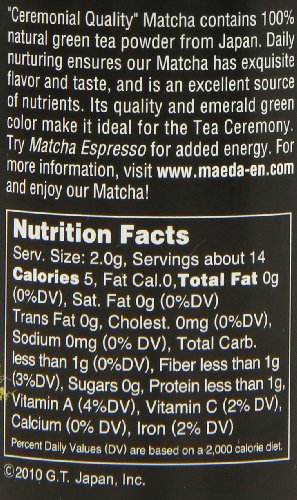 "Ceremonial Quality" Matcha contains 100%
natural green tea powder from Japan. Daily
nurturing ensures our Matcha has exquisite
flavor and taste, and is an excellent source
of nutrients. Its quality and emerald green
color make it ideal for the Tea Ceremony.
Try Matcha Espresso for added energy. For
more information, visit www.maeda-en.com
and enjoy our Matcha!
Nutrition Facts
Serv. Size: 2.0g, Servings about 14
Calories 5, Fat Cal.0,Total Fat 0g
(0%DV), Sat. Fat 0g (0%DV)
Trans Fat 0g, Cholest. 0mg (0%DV),
Sodium 0mg (0% DV), Total Carb.
less than 1g (0%DV), Fiber less than 1g
(3%DV), Sugars 0g, Protein less than 1g,
Vitamin A (4%DV), Vitamin C (2% DV),
Calcium (0% DV), Iron (2% DV)
Percent Daily Values (DV) are based on a 2,000 calorie diet.
©2010 G.T. Japan, Inc.